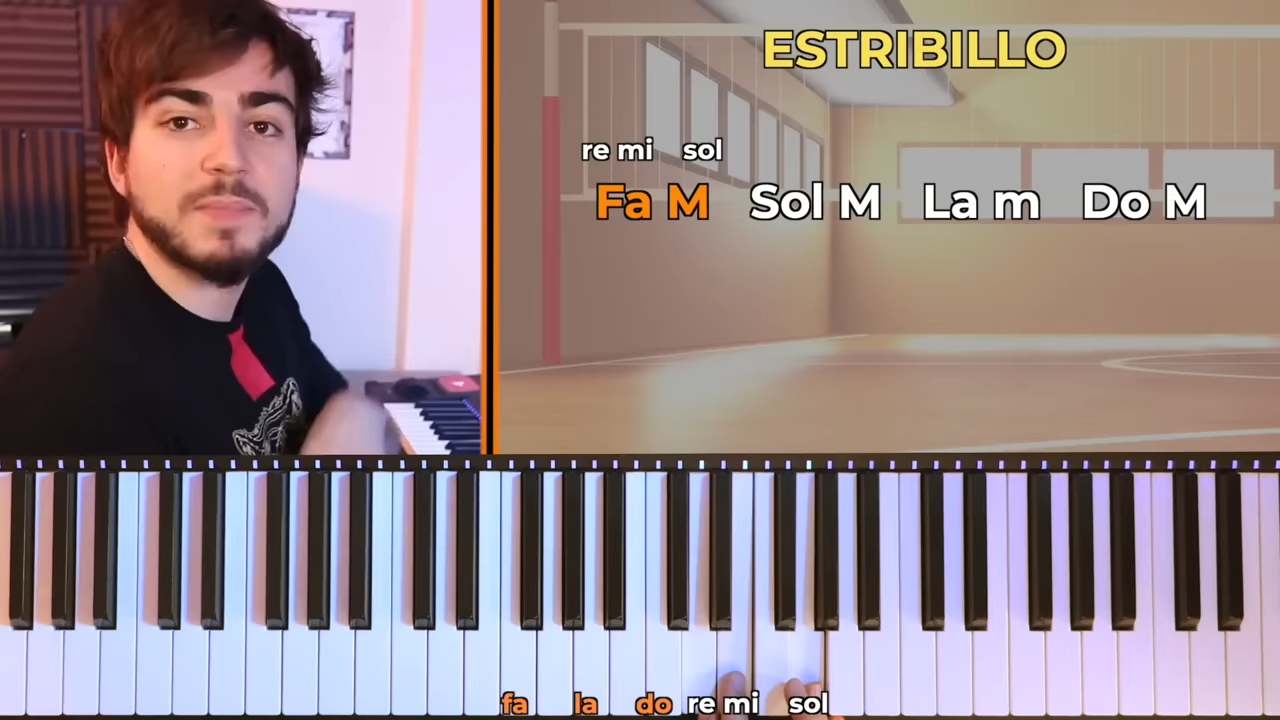 ESTRIBILLO
re mi sol
Fa M Sol M La m Do M
fa la do re mi sol